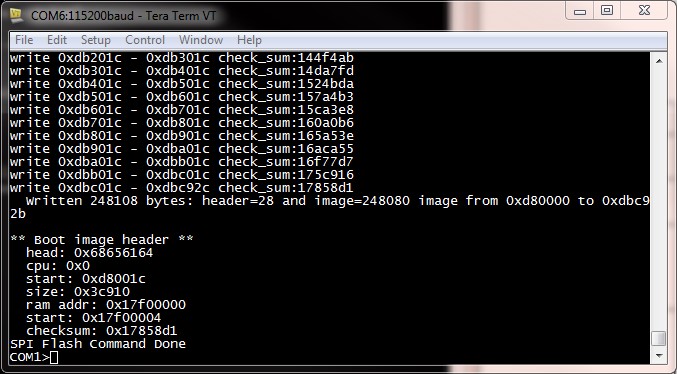 COM6:115200baud - Tera Term VT
File Edit Setup Control Window Help
write 0xdb201c - 0xdb301c check_sum:144f4ab
write 0xdb301c - 0xdb401c check_sum:14da7fd
write 0xdb401c - 0xdb501c check_sum:1524bda
write 0xdb501c - 0xdb601c check_sum:157a4b3
write 0xdb601c - 0xdb701c check_sum:15ca3e8
write 0xdb701c - 0xdb801c check_sum:160a0b6
write 0xdb801c - 0xdb901c check_sum:165a53e
write 0xdb901c - 0xdba01c check_sum:16aca55
write 0xdba01c - 0xdbb01c check_sum:16f77d7
write 0xdbb01c - 0xdbc01c check_sum:175c916
write 0xdbc01c - 0xdbc92c check_sum:17858d1
  Written 248108 bytes: header=28 and image=248080 image from 0xd80000 to 0xdbc9
2b
** Boot image header **
  head: 0x68656164
  cpu: 0x0
  start: 0xd8001c
  size: 0x3c910
  ram addr: 0x17f00000
  start: 0x17f00004
  checksum: 0x17858d1
SPI Flash Command Done
COM1>